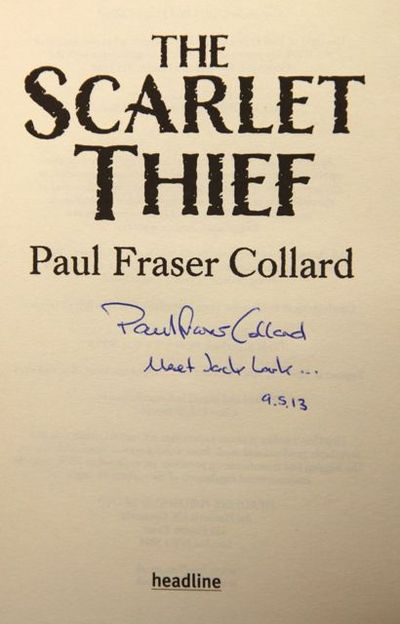 THE
SCARLET
THIEF
Paul Fraser Collard
Paul Fraser Collard
Meet Jack Lark ...
9.5.13
headline